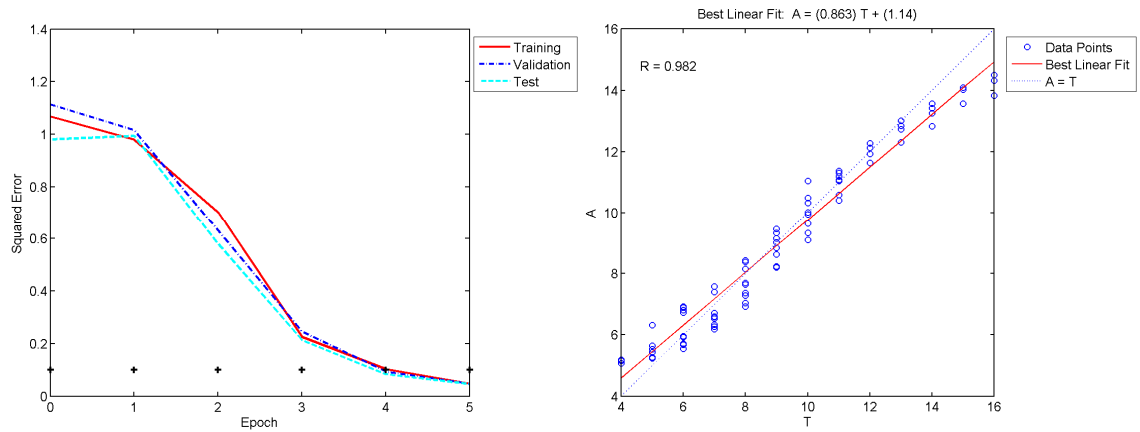 1.4
1.2
1
0.8
0.6
0.4
0.2
0
0 1 2 3 4 5
Squared Error
Epoch
Training
Validation
Test
Best Linear Fit: A = (0.863) T + (1.14)
R = 0.982
16
14
12
10
8
6
4
4 6 8 10 12 14 16
A
T
Data Points
Best Linear Fit
A = T